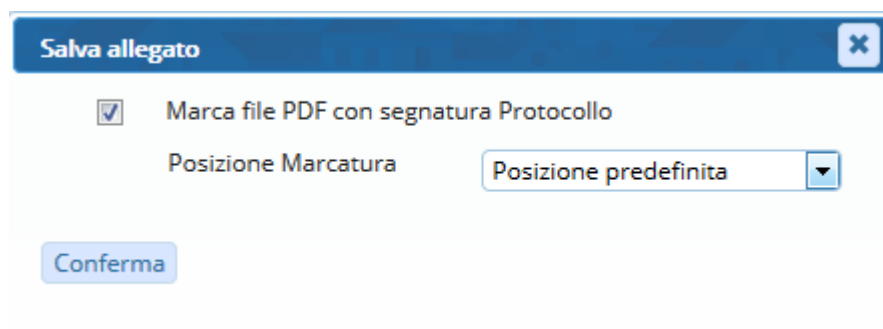 Salva allegato
Marca file PDF con segnatura Protocollo
Posizione Marcatura
Posizione predefinita
Conferma